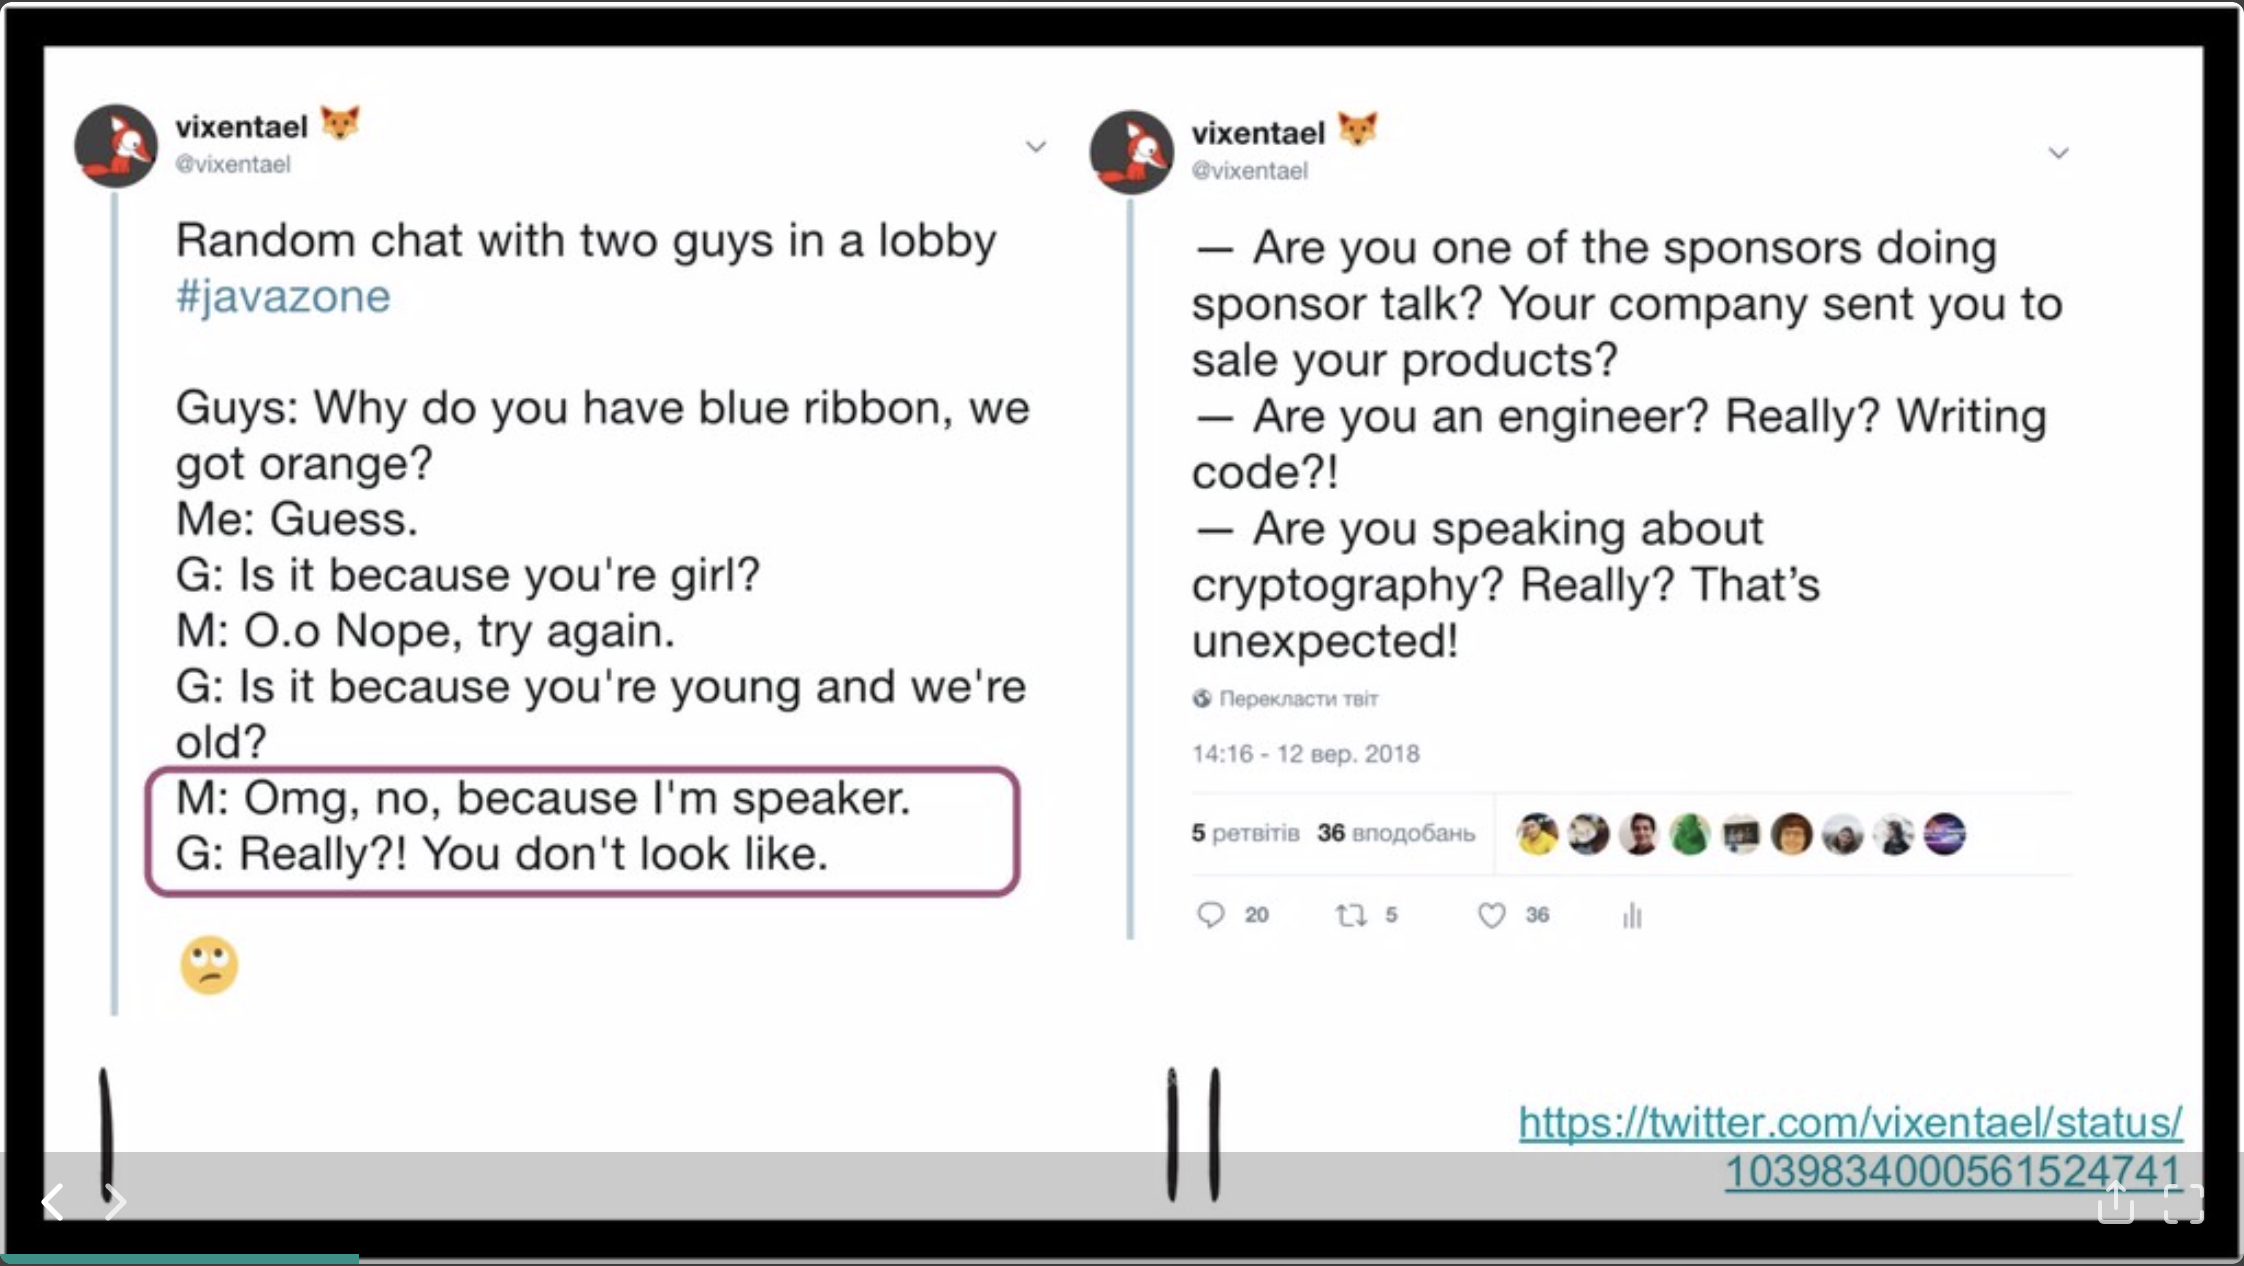 vixentael 🦊
@vixentael
Random chat with two guys in a lobby
#javazone
Guys: Why do you have blue ribbon, we
got orange?
Me: Guess.
G: Is it because you're girl?
M: O.o Nope, try again.
G: Is it because you're young and we're
old?
M: Omg, no, because I'm speaker.
G: Really?! You don't look like.
🙄
I
vixentael 🦊
@vixentael
— Are you one of the sponsors doing
sponsor talk? Your company sent you to
sale your products?
— Are you an engineer? Really? Writing
code?!
— Are you speaking about
cryptography? Really? That’s
unexpected!
Перекласти твіт
14:16 - 12 вер. 2018
5 ретвітів 36 вподобань
20 5 36
II
https://twitter.com/vixentael/status/
1039834000561524741